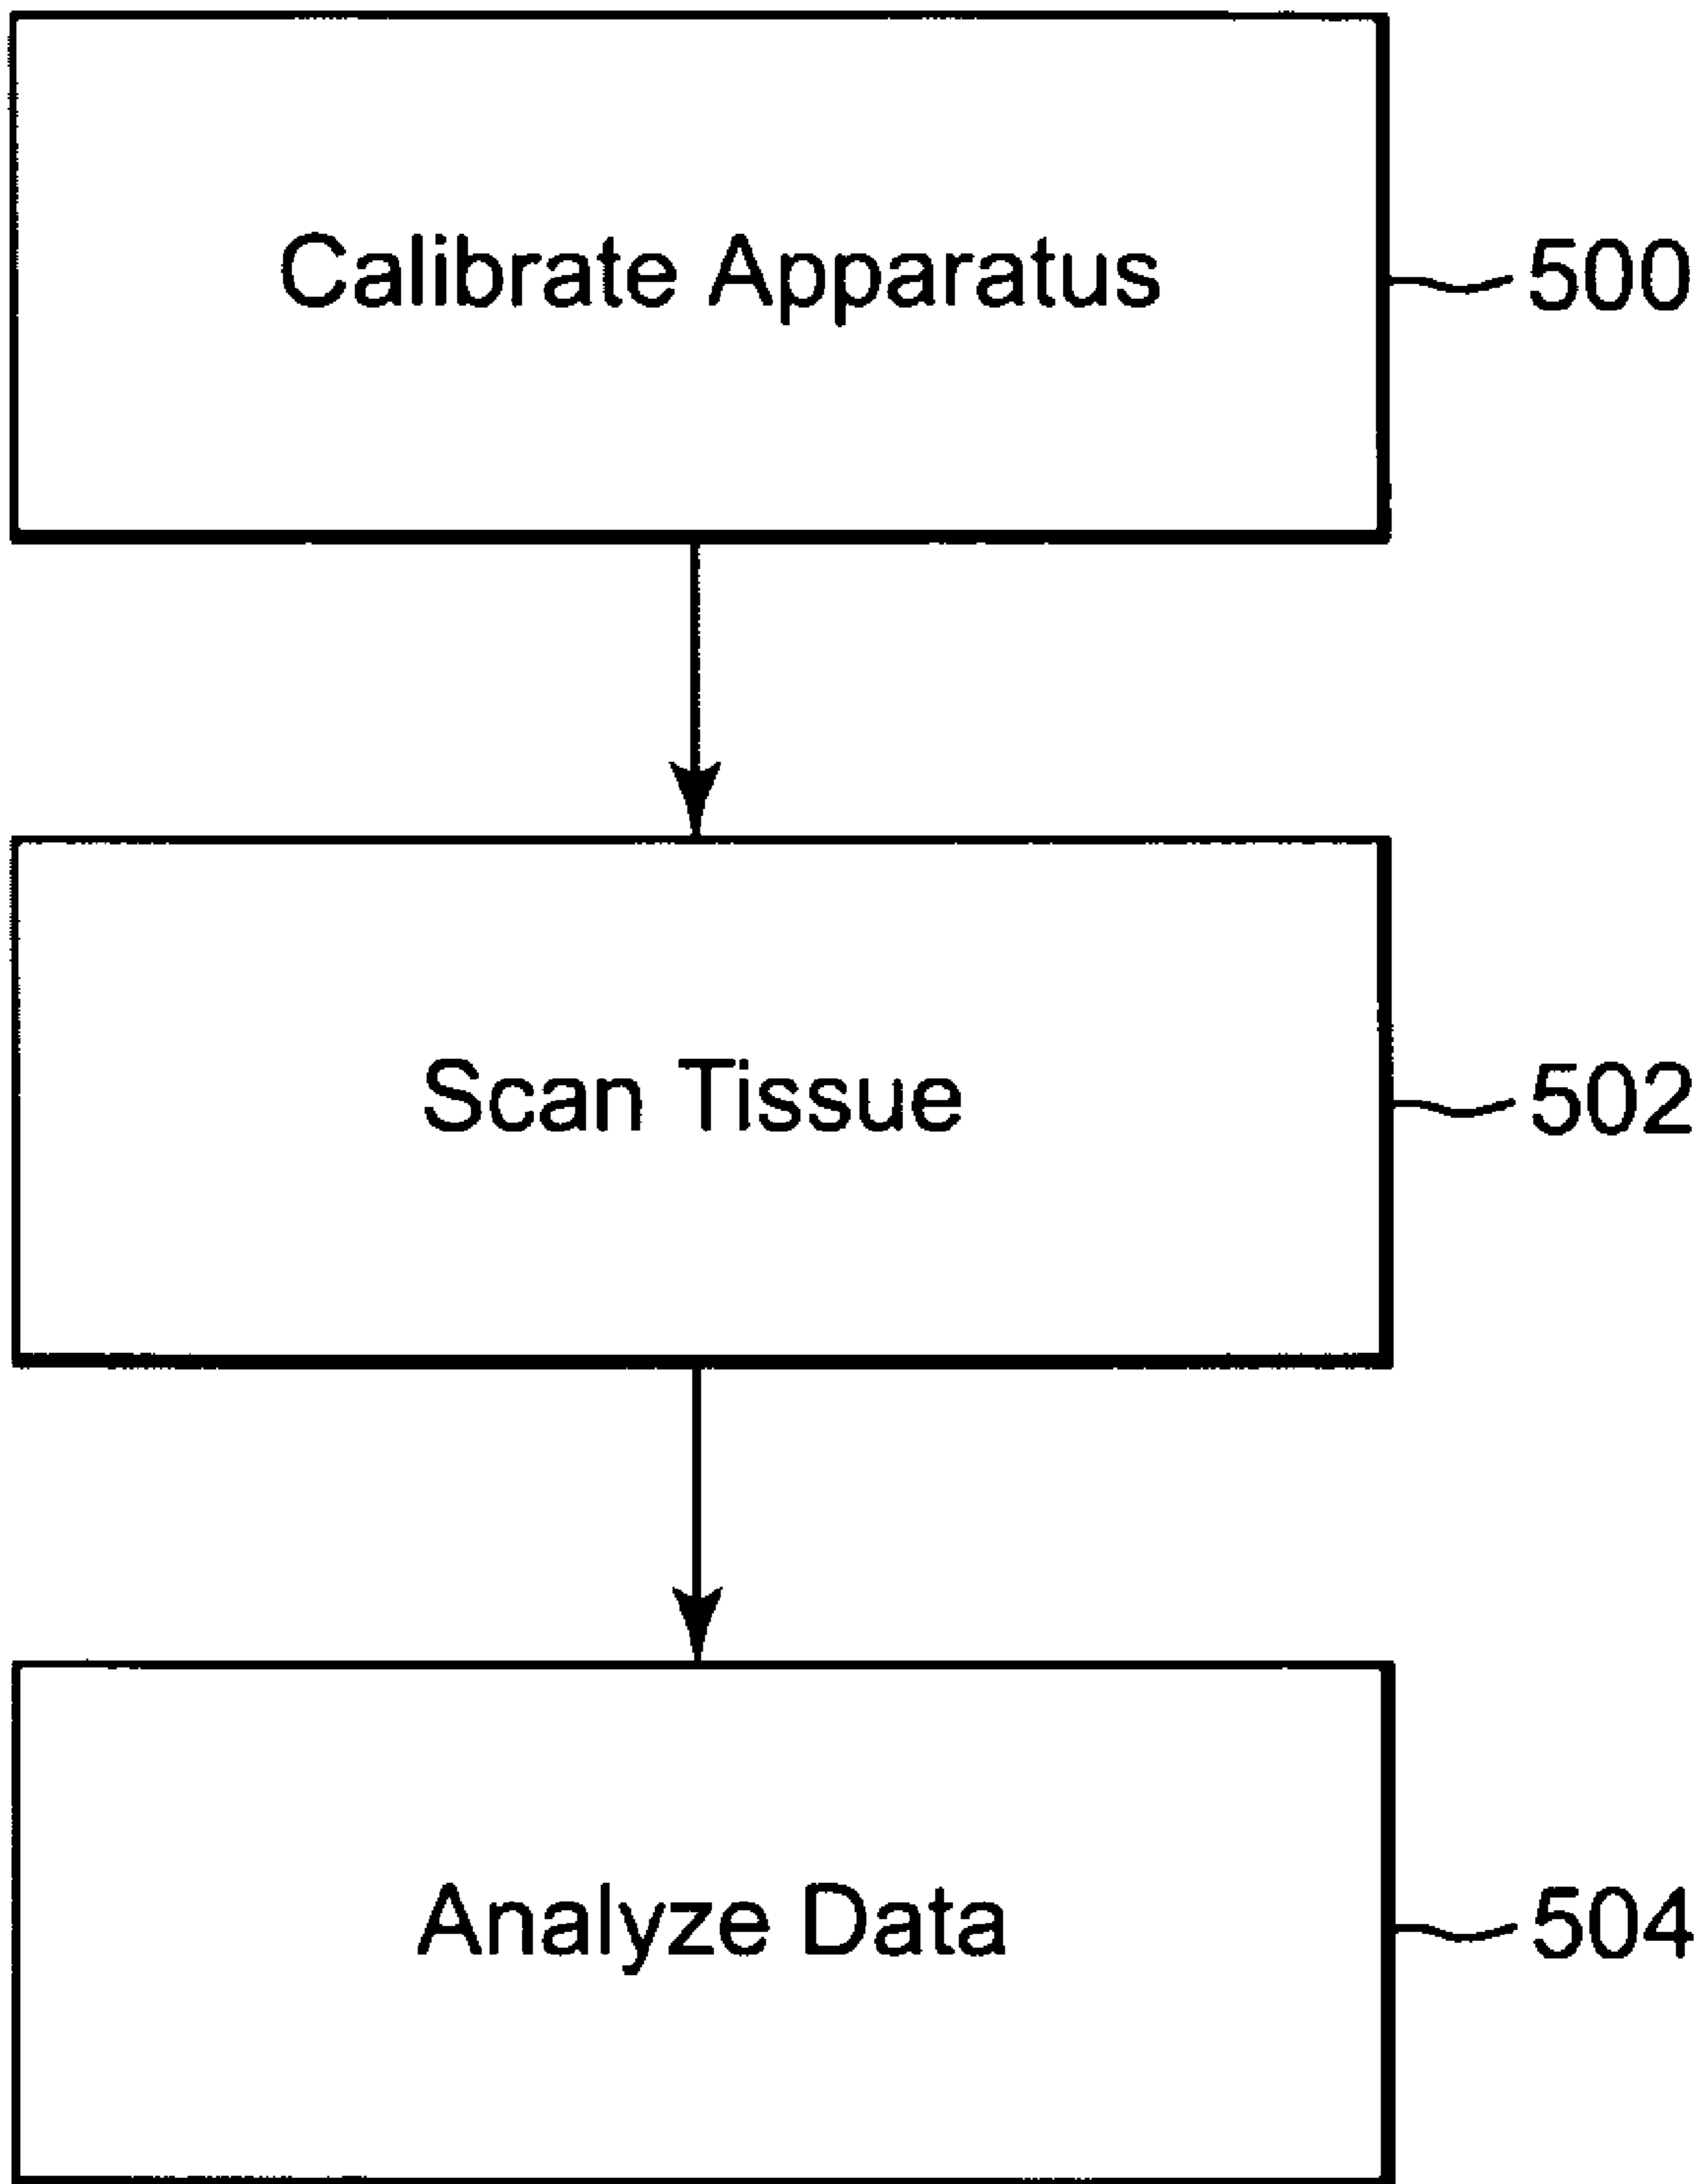 Calibrate Apparatus
500
Scan Tissue
502
Analyze Data
504